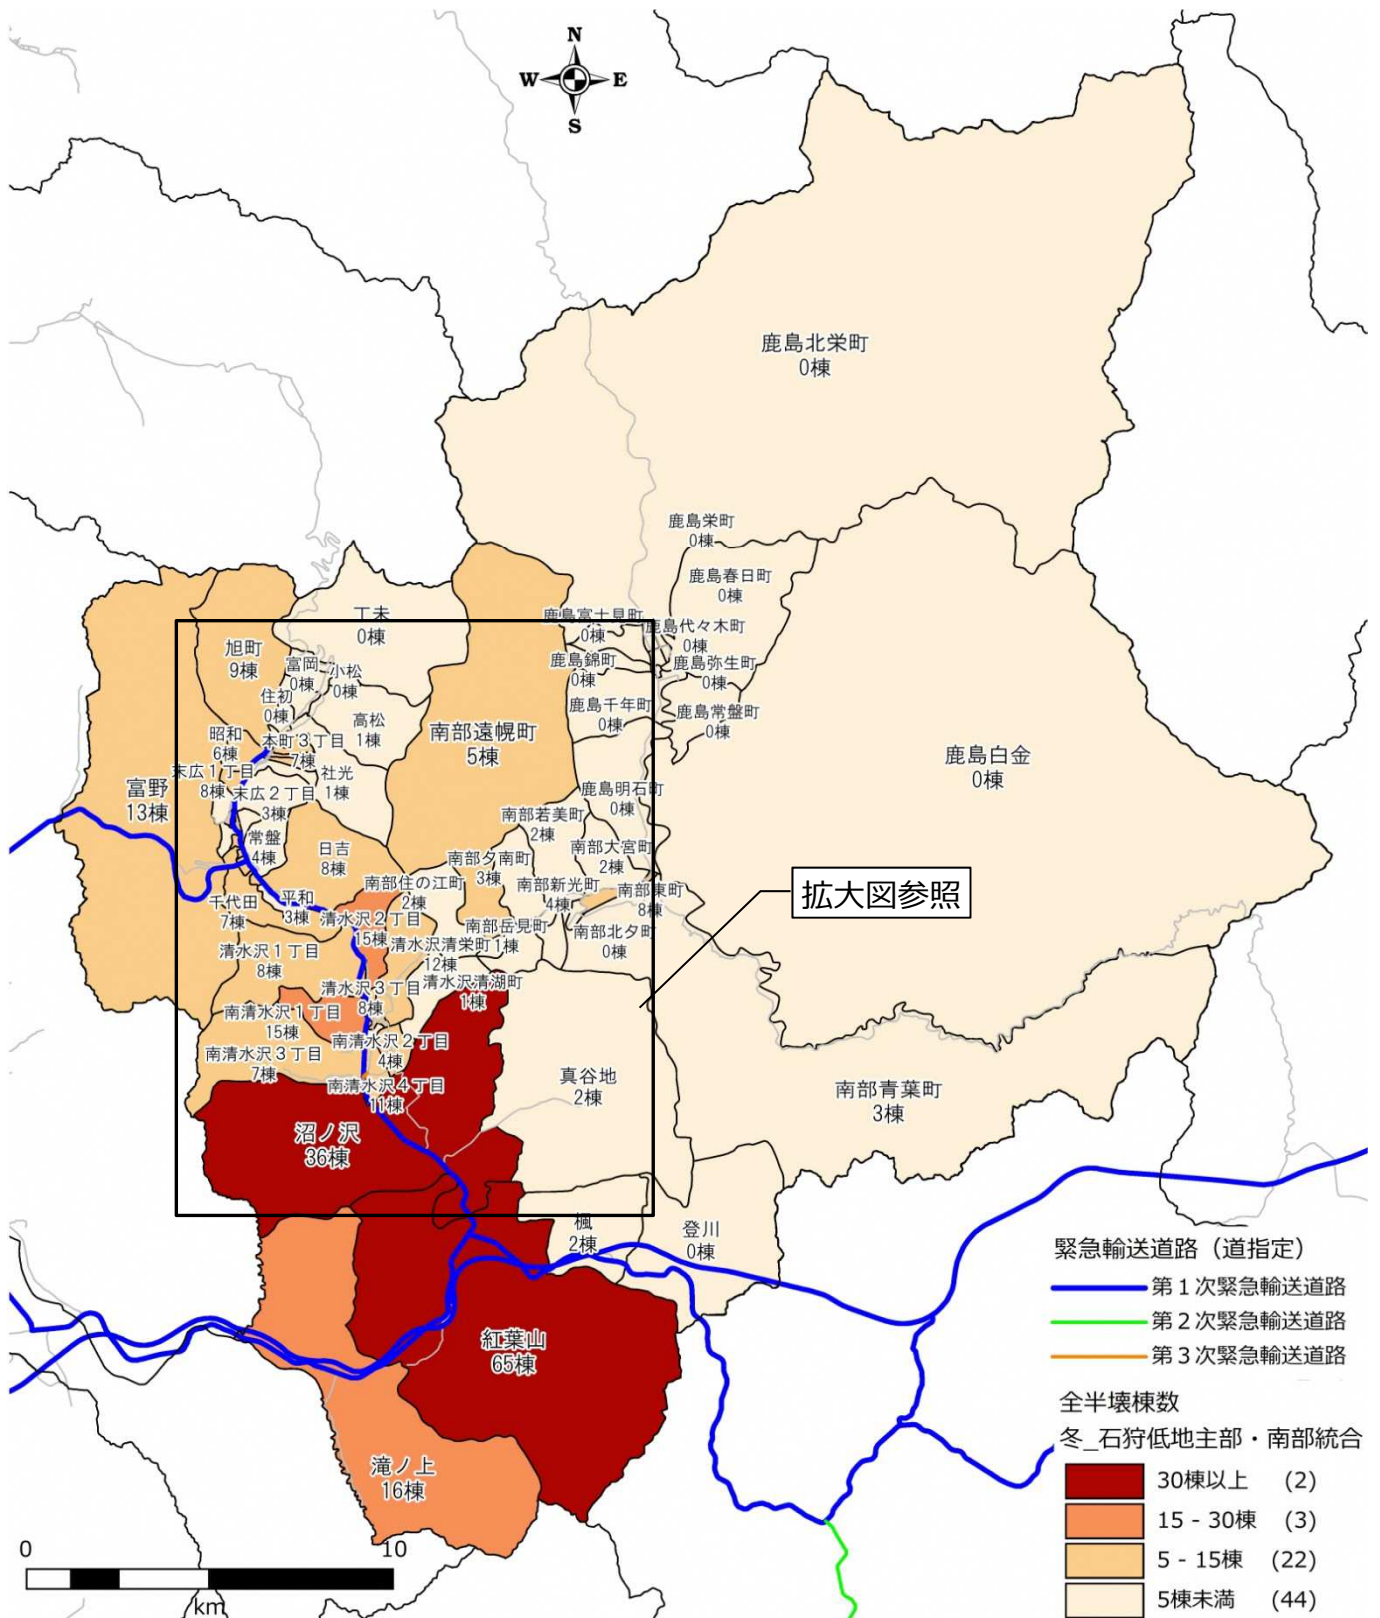 N
W E
S
鹿島北栄町
0棟
鹿島栄町
0棟
鹿島春日町
0棟
丁未
0棟
鹿島富士見町
0棟
鹿島代々木町
0棟
旭町
9棟
富岡
0棟
小松
0棟
鹿島錦町
0棟
鹿島弥生町
0棟
住初
0棟
高松
1棟
鹿島千年町
0棟
鹿島常盤町
0棟
南部遠幌町
5棟
昭和
6棟
本町3丁目
7棟
鹿島白金
0棟
末広1丁目
8棟
社光
1棟
富野
13棟
末広2丁目
3棟
鹿島明石町
0棟
南部若美町
2棟
常盤
4棟
日吉
8棟
南部夕南町
3棟
南部大宮町
2棟
南部住の江町
2棟
南部新光町
4棟
南部東町
8棟
拡大図参照
千代田
7棟
平和
3棟
清水沢2丁目
15棟
南部岳見町
1棟
南部北夕町
0棟
清水沢1丁目
8棟
清水沢清栄町
12棟
清水沢3丁目
8棟
清水沢清湖町
1棟
南清水沢1丁目
15棟
南清水沢2丁目
4棟
南清水沢3丁目
7棟
南清水沢4丁目
11棟
真谷地
2棟
南部青葉町
3棟
沼ノ沢
36棟
楓
2棟
登川
0棟
紅葉山
65棟
滝ノ上
16棟
緊急輸送道路（道指定）
第1次緊急輸送道路
第2次緊急輸送道路
第3次緊急輸送道路
全半壊棟数
冬_石狩低地主部・南部統合
30棟以上 (2)
15 - 30棟 (3)
5 - 15棟 (22)
5棟未満 (44)
0 10
km